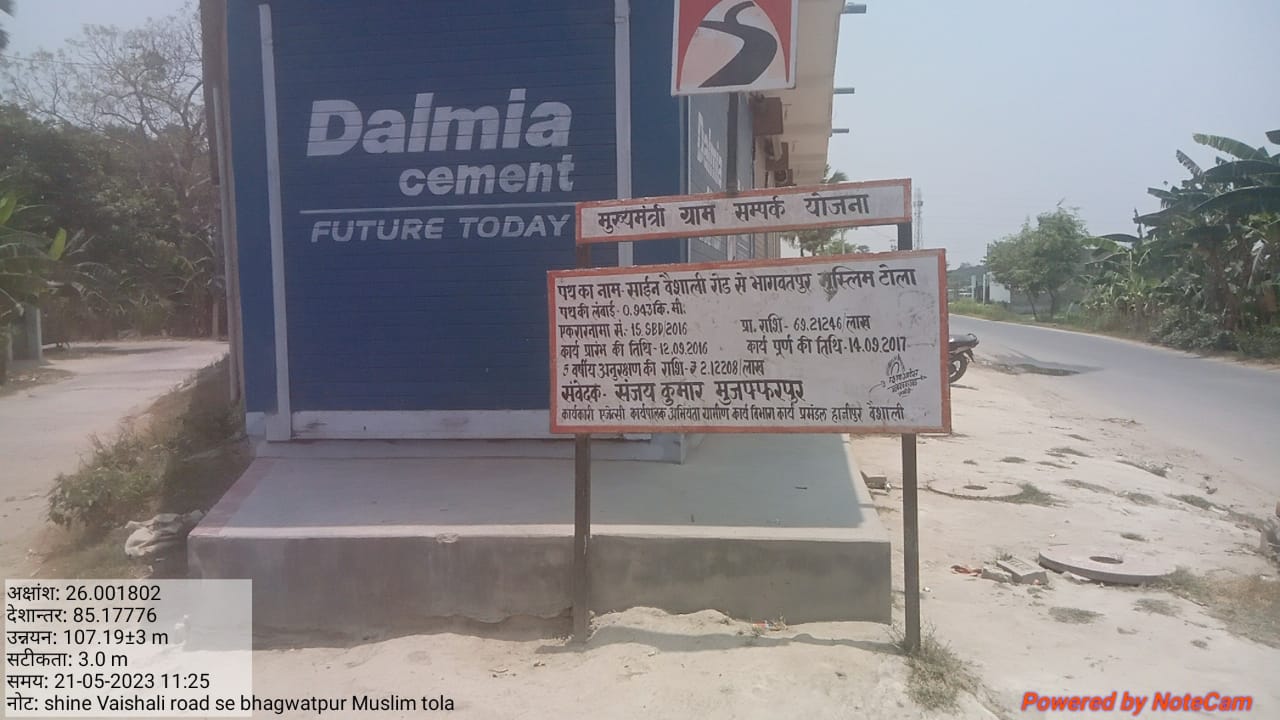 Dalmia
cement
FUTURE TODAY
Dalmia
मुख्यमंत्री ग्राम सम्पर्क योजना
पथ का नाम- साईन वैशाली रोड से भागवतपुर मुस्लिम टोला
पथ की लंबाई- 0.943 कि. मी.
एकरारनामा सं.- 15 SBD/2016 प्रा. राशि- 69.21246/लाख
कार्य प्रारंभ की तिथि- 12.09.2016 कार्य पूर्ण की तिथि- 14.09.2017
5 वर्षीय अनुरक्षण की राशि- ₹ 2.12208/लाख
संवेदक- संजय कुमार मुजफ्फरपुर
कार्यकारी एजेन्सी कार्यपालक अभियंता ग्रामीण कार्य विभाग कार्य प्रमंडल हाजीपुर वैशाली
अक्षांश: 26.001802
देशान्तर: 85.17776
उन्नयन: 107.19±3 m
सटीकता: 3.0 m
समय: 21-05-2023 11:25
नोट: shine Vaishali road se bhagwatpur Muslim tola
Powered by NoteCam